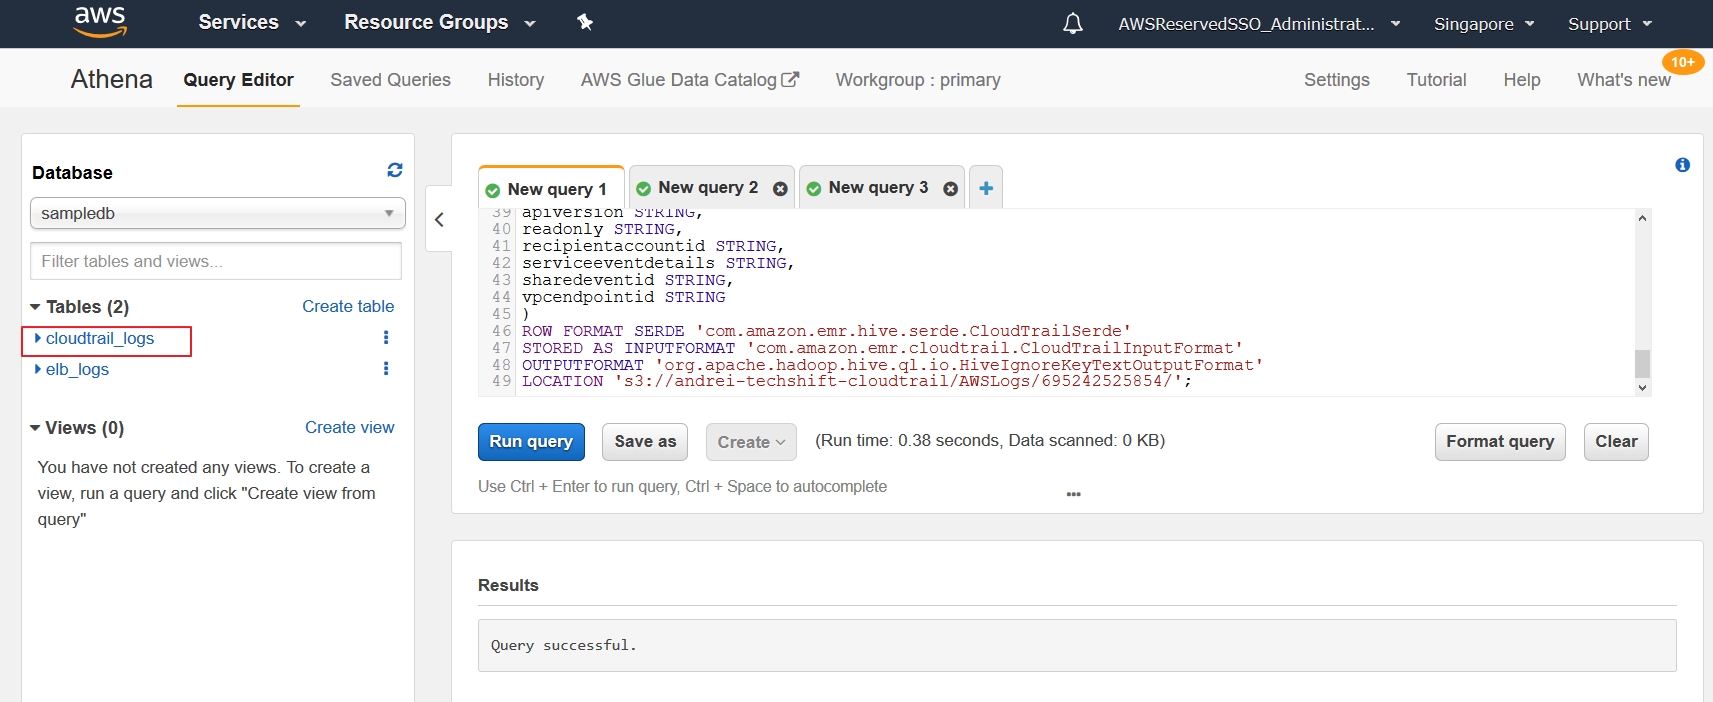 aws Services Resource Groups AWSReservedSSO_Administrat... Singapore Support
Athena Query Editor Saved Queries History AWS Glue Data Catalog Workgroup : primary Settings Tutorial Help What's new 10+
Database
sampledb
Filter tables and views...
Tables (2) Create table
cloudtrail_logs
elb_logs
Views (0) Create view
You have not created any views. To create a
view, run a query and click "Create view from
query"
New query 1 New query 2 New query 3
39 apiversion STRING,
40 readonly STRING,
41 recipientaccountid STRING,
42 serviceeventdetails STRING,
43 sharedeventid STRING,
44 vpcendpointid STRING
45 )
46 ROW FORMAT SERDE 'com.amazon.emr.hive.serde.CloudTrailSerde'
47 STORED AS INPUTFORMAT 'com.amazon.emr.cloudtrail.CloudTrailInputFormat'
48 OUTPUTFORMAT 'org.apache.hadoop.hive.ql.io.HiveIgnoreKeyTextOutputFormat'
49 LOCATION 's3://andrei-techshift-cloudtrail/AWSLogs/695242525854/';
Run query Save as Create (Run time: 0.38 seconds, Data scanned: 0 KB) Format query Clear
Use Ctrl + Enter to run query, Ctrl + Space to autocomplete
Results
Query successful.